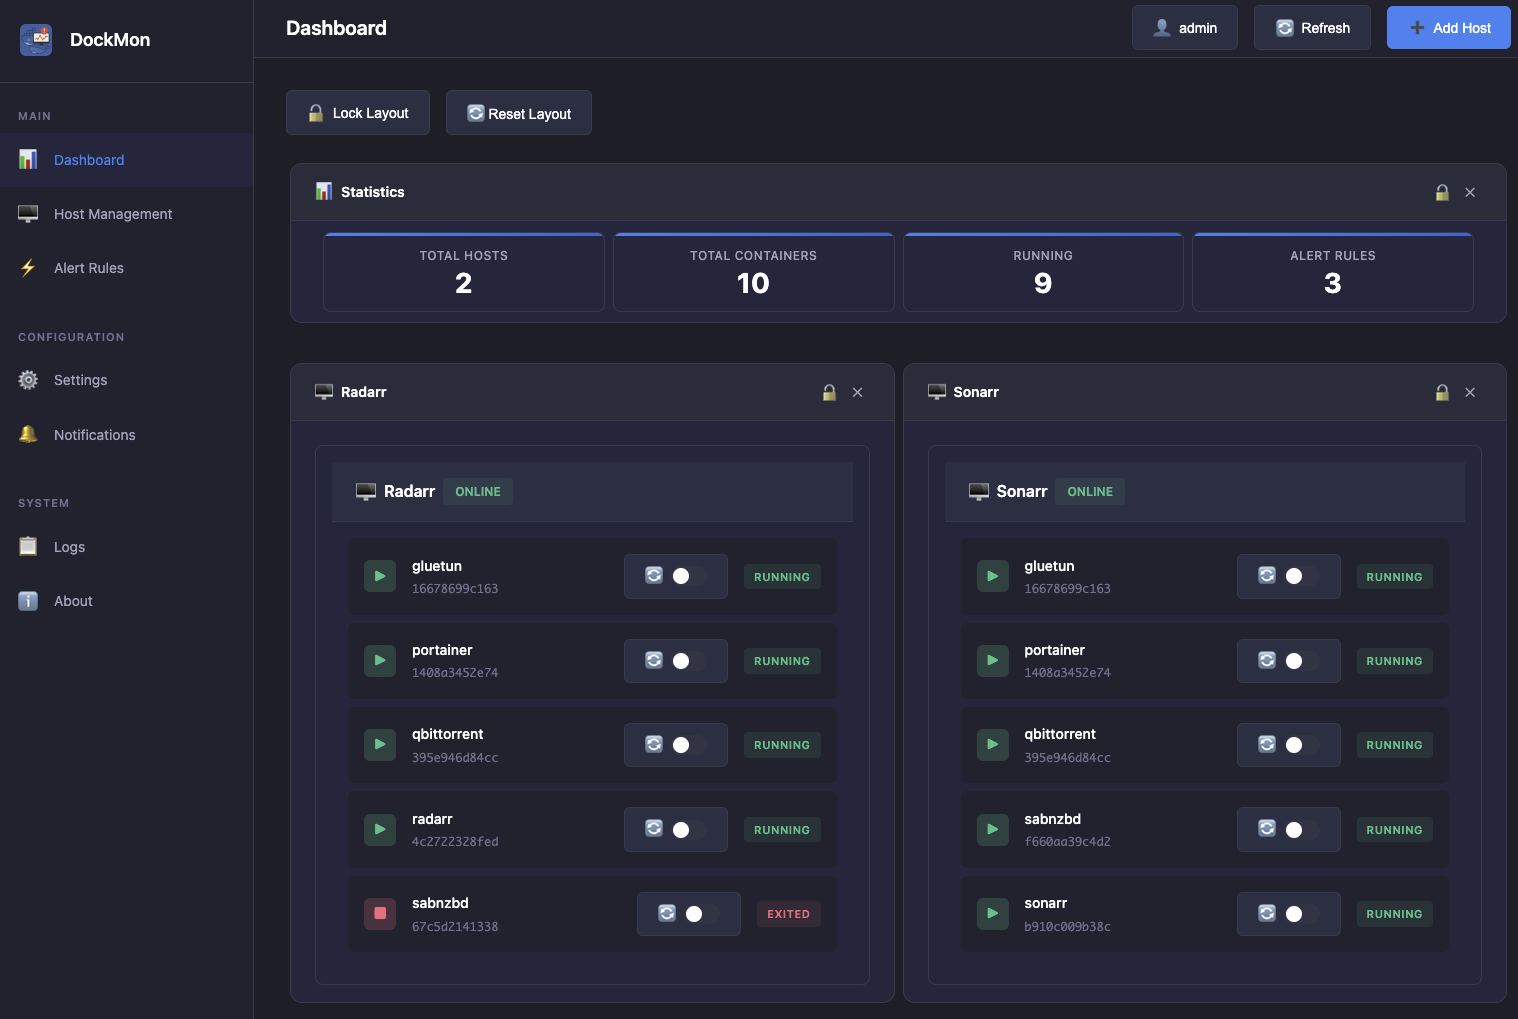 DockMon
MAIN
Dashboard
Host Management
Alert Rules
CONFIGURATION
Settings
Notifications
SYSTEM
Logs
About
Dashboard
admin
Refresh
Add Host
Lock Layout
Reset Layout
Statistics
TOTAL HOSTS
2
TOTAL CONTAINERS
10
RUNNING
9
ALERT RULES
3
Radarr
Radarr ONLINE
gluetun
16678699c163
RUNNING
portainer
1408a3452e74
RUNNING
qbittorrent
395e946d84cc
RUNNING
radarr
4c2722328fed
RUNNING
sabnzbd
67c5d2141338
EXITED
Sonarr
Sonarr ONLINE
gluetun
16678699c163
RUNNING
portainer
1408a3452e74
RUNNING
qbittorrent
395e946d84cc
RUNNING
sabnzbd
f660aa39c4d2
RUNNING
sonarr
b910c009b38c
RUNNING